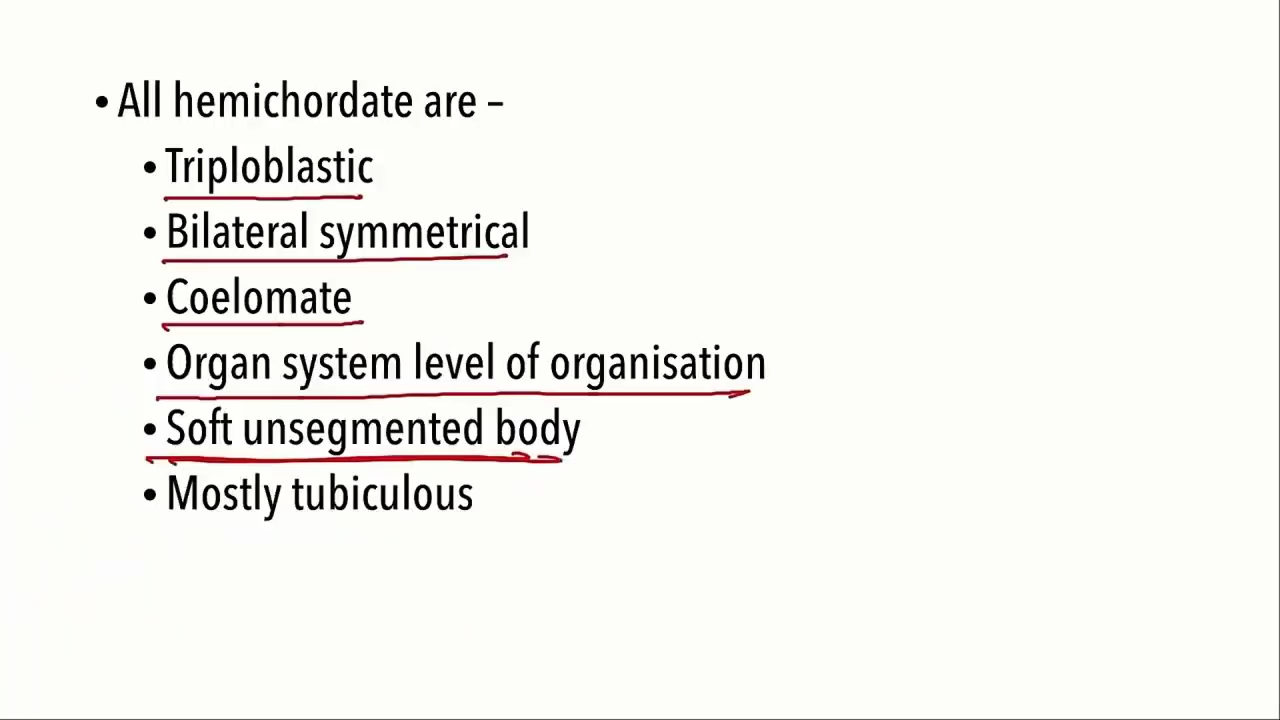 • All hemichordate are –
• Triploblastic
• Bilateral symmetrical
• Coelomate
• Organ system level of organisation
• Soft unsegmented body
• Mostly tubiculous